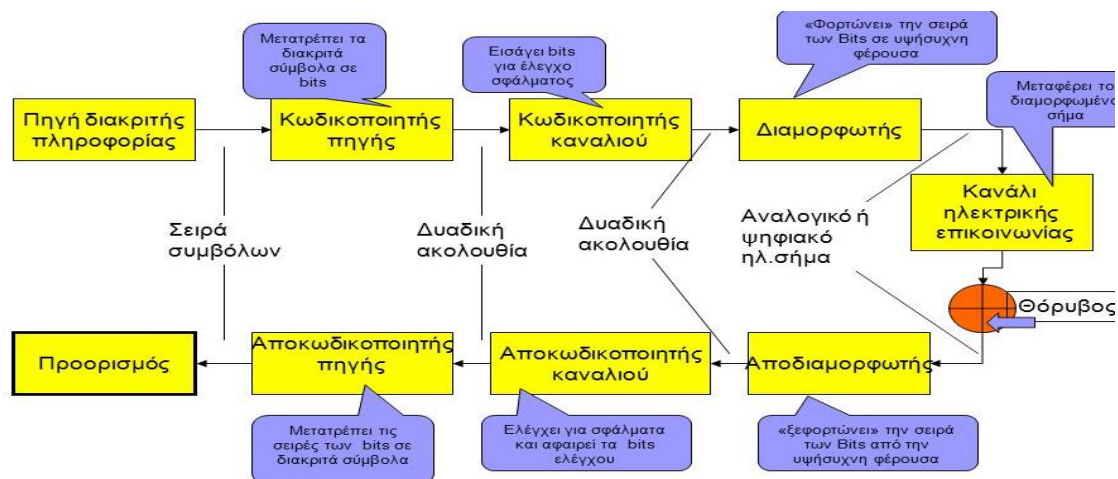 Μετατρέπει τα
διακριτά
σύμβολα σε
bits
Εισάγει bits
για έλεγχο
σφάλματος
«Φορτώνει» την σειρά
των Bits σε υψήσυχνη
φέρουσα
Μεταφέρει το
διαμορφωμένο
σήμα
Πηγή διακριτής
πληροφορίας
Κωδικοποιητής
πηγής
Κωδικοποιητής
καναλιού
Διαμορφωτής
Κανάλι
ηλεκτρικής
επικοινωνίας
Σειρά
συμβόλων
Δυαδική
ακολουθία
Δυαδική
ακολουθία
Αναλογικό ή
ψηφιακό
ηλ.σήμα
Θόρυβος
Προορισμός
Αποκωδικοποιητής
πηγής
Αποκωδικοποιητής
καναλιού
Αποδιαμορφωτής
Μετατρέπει τις
σειρές των bits σε
διακριτά σύμβολα
Ελέγχει για σφάλματα
και αφαιρεί τα bits
ελέγχου
«ξεφορτώνει» την σειρά
των Bits από την
υψήσυχνη φέρουσα